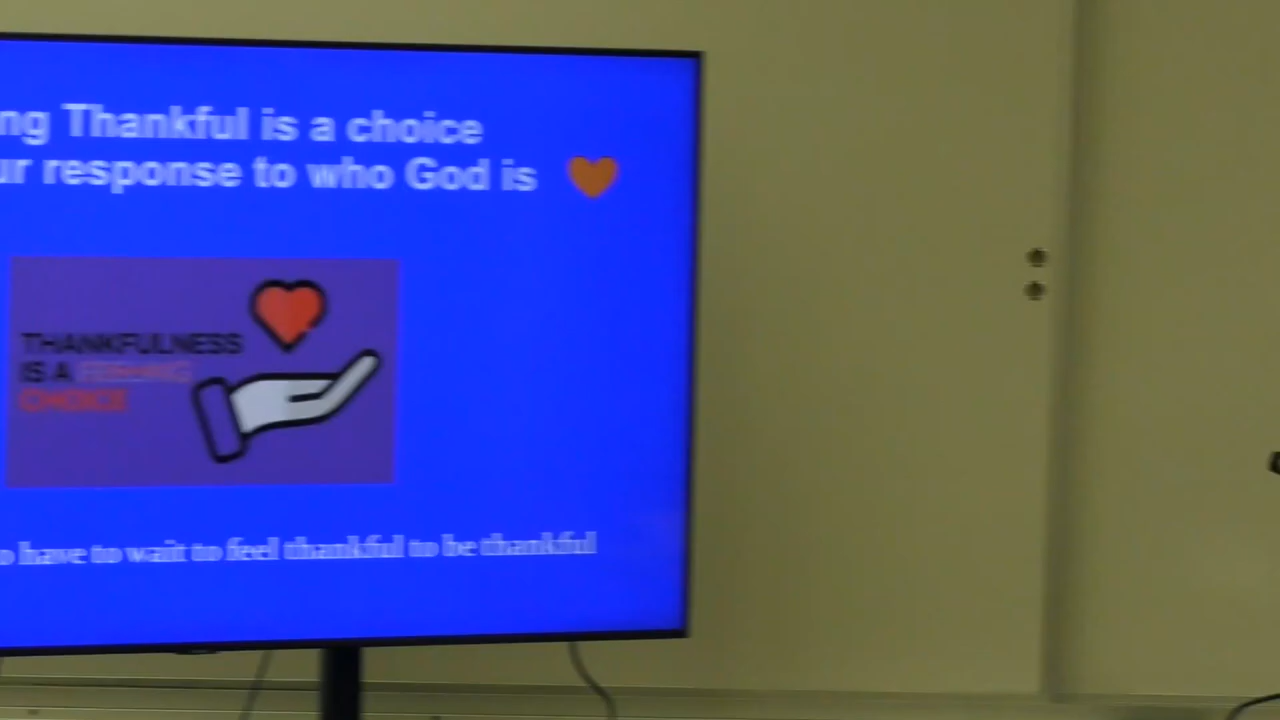 ng Thankful is a choice
ur response to who God is
THANKFULNESS
IS A FEELING
CHOICE
o have to wait to feel thankful to be thankful